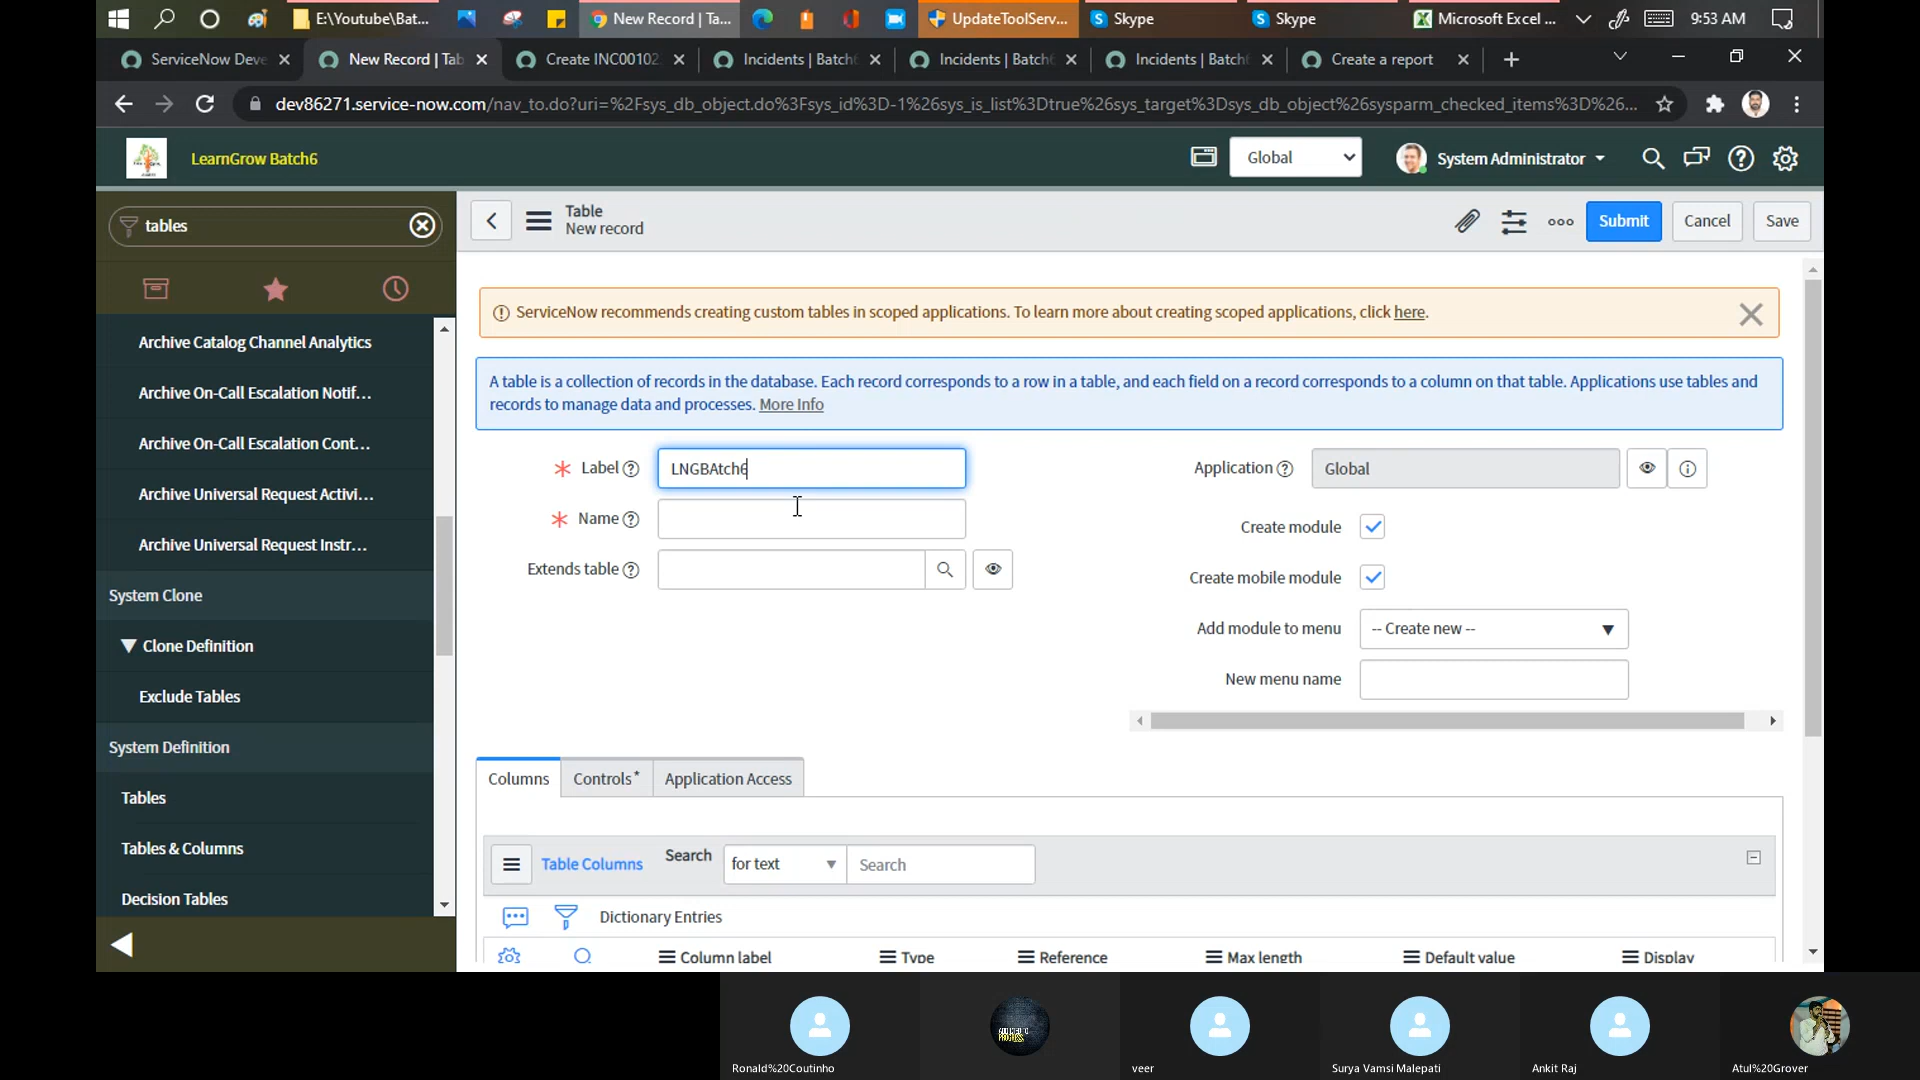 E:\Youtube\Bat...
New Record | Ta...
UpdateToolServ...
Skype
Skype
Microsoft Excel ...
9:53 AM
ServiceNow Deve
New Record | Tab
Create INC00102
Incidents | Batch
Incidents | Batch
Incidents | Batch
Create a report
dev86271.service-now.com/nav_to.do?uri=%2Fsys_db_object.do%3Fsys_id%3D-1%26sys_is_list%3Dtrue%26sys_target%3Dsys_db_object%26sysparm_checked_items%3D%26...
LearnGrow Batch6
Global
System Administrator
tables
Table
New record
Submit
Cancel
Save
ServiceNow recommends creating custom tables in scoped applications. To learn more about creating scoped applications, click here.
A table is a collection of records in the database. Each record corresponds to a row in a table, and each field on a record corresponds to a column on that table. Applications use tables and
records to manage data and processes. More Info
Archive Catalog Channel Analytics
Archive On-Call Escalation Notif...
Archive On-Call Escalation Cont...
Archive Universal Request Activi...
Archive Universal Request Instr...
System Clone
Clone Definition
Exclude Tables
System Definition
Tables
Tables & Columns
Decision Tables
Label
LNGBAtch6
Name
Extends table
Application
Global
Create module
Create mobile module
Add module to menu
-- Create new --
New menu name
Columns
Controls*
Application Access
Table Columns
Search
for text
Search
Dictionary Entries
Column label
Type
Reference
Max length
Default value
Display
Ronald%20Coutinho
veer
Surya Vamsi Malepati
Ankit Raj
Atul%20Grover